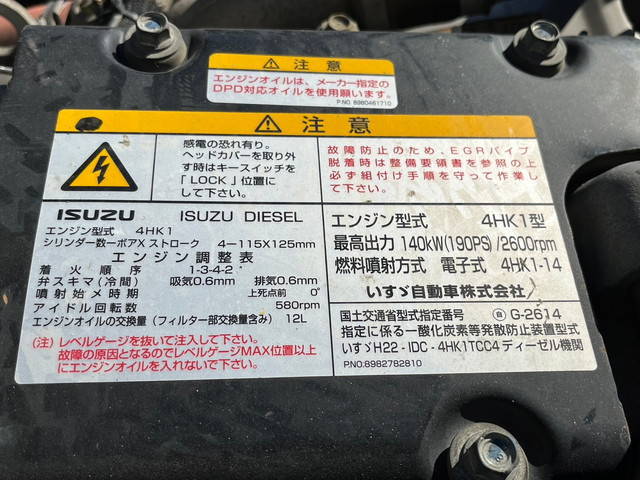 ⚠ 注意
エンジンオイルは、メーカー指定の
DPD対応オイルを使用願います。
P.NO. 8980461710
⚠ 注意
感電の恐れ有り。
ヘッドカバーを取り外
す時はキースイッチを
「LOCK」位置に
して下さい。
故障防止のため、EGRパイプ
脱着時は整備要領書を参照の上
必ず組付け手順を守って作業し
て下さい。
ISUZU ISUZU DIESEL
エンジン型式 4HK1
シリンダー数ーボアXストローク 4ー115X125mm
エンジン調整表
着火順序 1-3-4-2
弁スキマ(冷間) 吸気0.6mm 排気0.6mm
噴射始メ時期 上死点前 0°
アイドル回転数 580rpm
エンジンオイルの交換量(フィルター部交換量含み) 12L
(注)レベルゲージを抜いて注入して下さい。
故障の原因となるのでレベルゲージMAX位置以上
にエンジンオイルを入れないで下さい。
エンジン型式 4HK1型
最高出力 140kW(190PS)/2600rpm
燃料噴射方式 電子式 4HK1-14
いすゞ自動車株式会社
国土交通省型式指定番号 G-2614
指定に係る一酸化炭素等発散防止装置型式
いすゞH22-IDC-4HK1TCC4ディーゼル機関
P.NO.8982782810